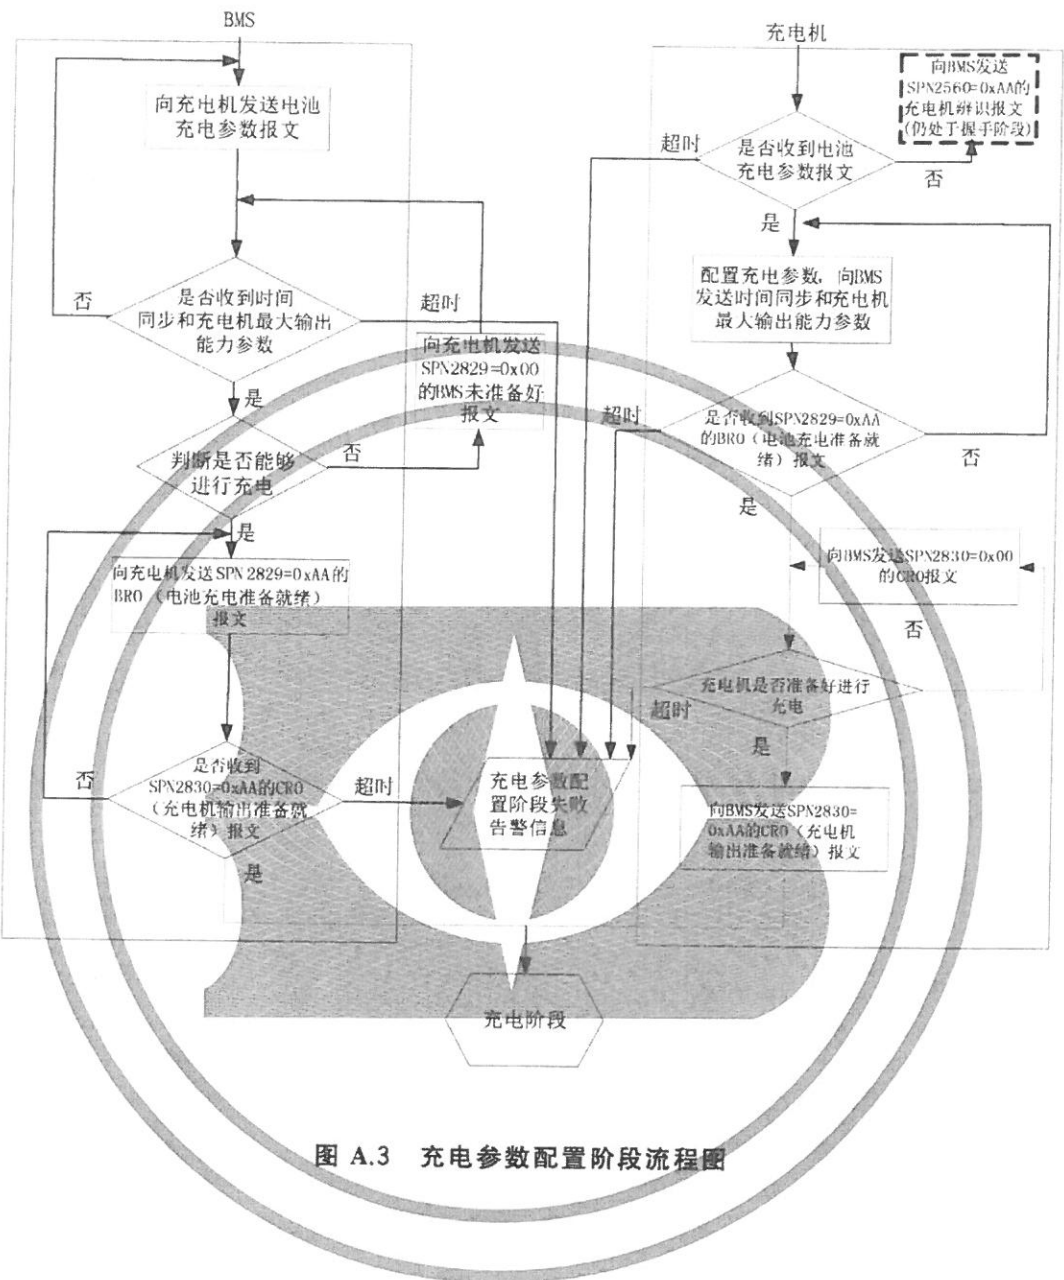 BMS
向充电机发送电池
充电参数报文
否
是否收到时间
同步和充电机最大输出
能力参数
超时
是
向充电机发送
SPN2829=0x00
的BMS未准备好
报文
判断是否能够
进行充电
否
是
向充电机发送SPN 2829=0xAA的
BRO（电池充电准备就绪）
报文
否
是否收到
SPN2830=0xAA的CRO
（充电机输出准备就
绪）报文
超时
是
充电机
向BMS发送
SPN2560=0xAA的
充电机辨识报文
(仍处于握手阶段)
超时
是否收到电池
充电参数报文
否
是
配置充电参数，向BMS
发送时间同步和充电机
最大输出能力参数
超时
是否收到SPN2829=0xAA
的BRO（电池充电准备就
绪）报文
否
是
向BMS发送SPN2830=0x00
的CRO报文
否
充电机是否准备好进行
充电
超时
是
向BMS发送SPN2830=
0xAA的CRO（充电机
输出准备就绪）报文
充电参数配
置阶段失败
告警信息
充电阶段
图 A.3 充电参数配置阶段流程图